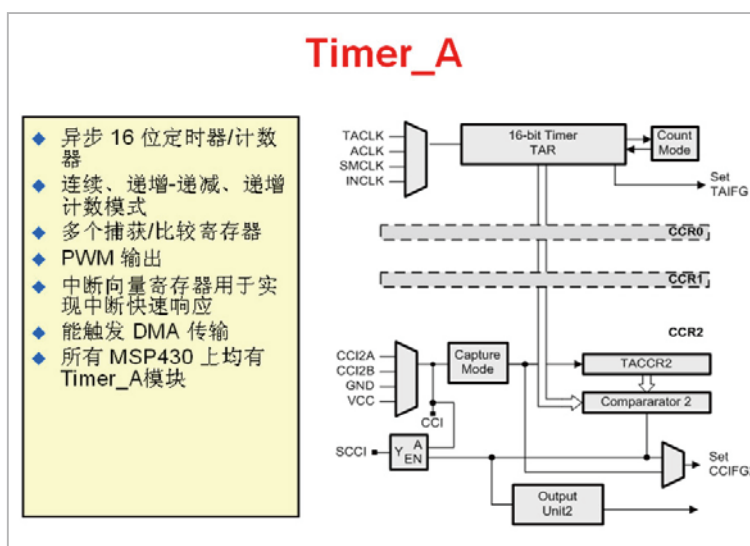 Timer_A
异步 16 位定时器/计数
器
连续、递增-递减、递增
计数模式
多个捕获/比较寄存器
PWM 输出
中断向量寄存器用于实
现中断快速响应
能触发 DMA 传输
所有 MSP430 上均有
Timer_A模块
TACLK
ACLK
SMCLK
INCLK
16-bit Timer
TAR
Count
Mode
Set
TAIFG
CCR0
CCR1
CCR2
CCI2A
CCI2B
GND
VCC
Capture
Mode
TACCR2
Compararator 2
CCI
SCCI
Y
A
EN
Set
CCIFG2
Output
Unit2